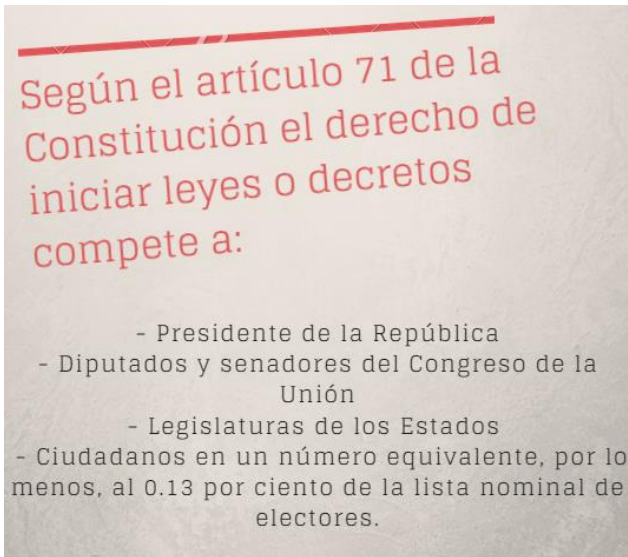 Según el artículo 71 de la
Constitución el derecho de
iniciar leyes o decretos
compete a:
- Presidente de la República
- Diputados y senadores del Congreso de la
Unión
- Legislaturas de los Estados
- Ciudadanos en un número equivalente, por lo
menos, al 0.13 por ciento de la lista nominal de
electores.